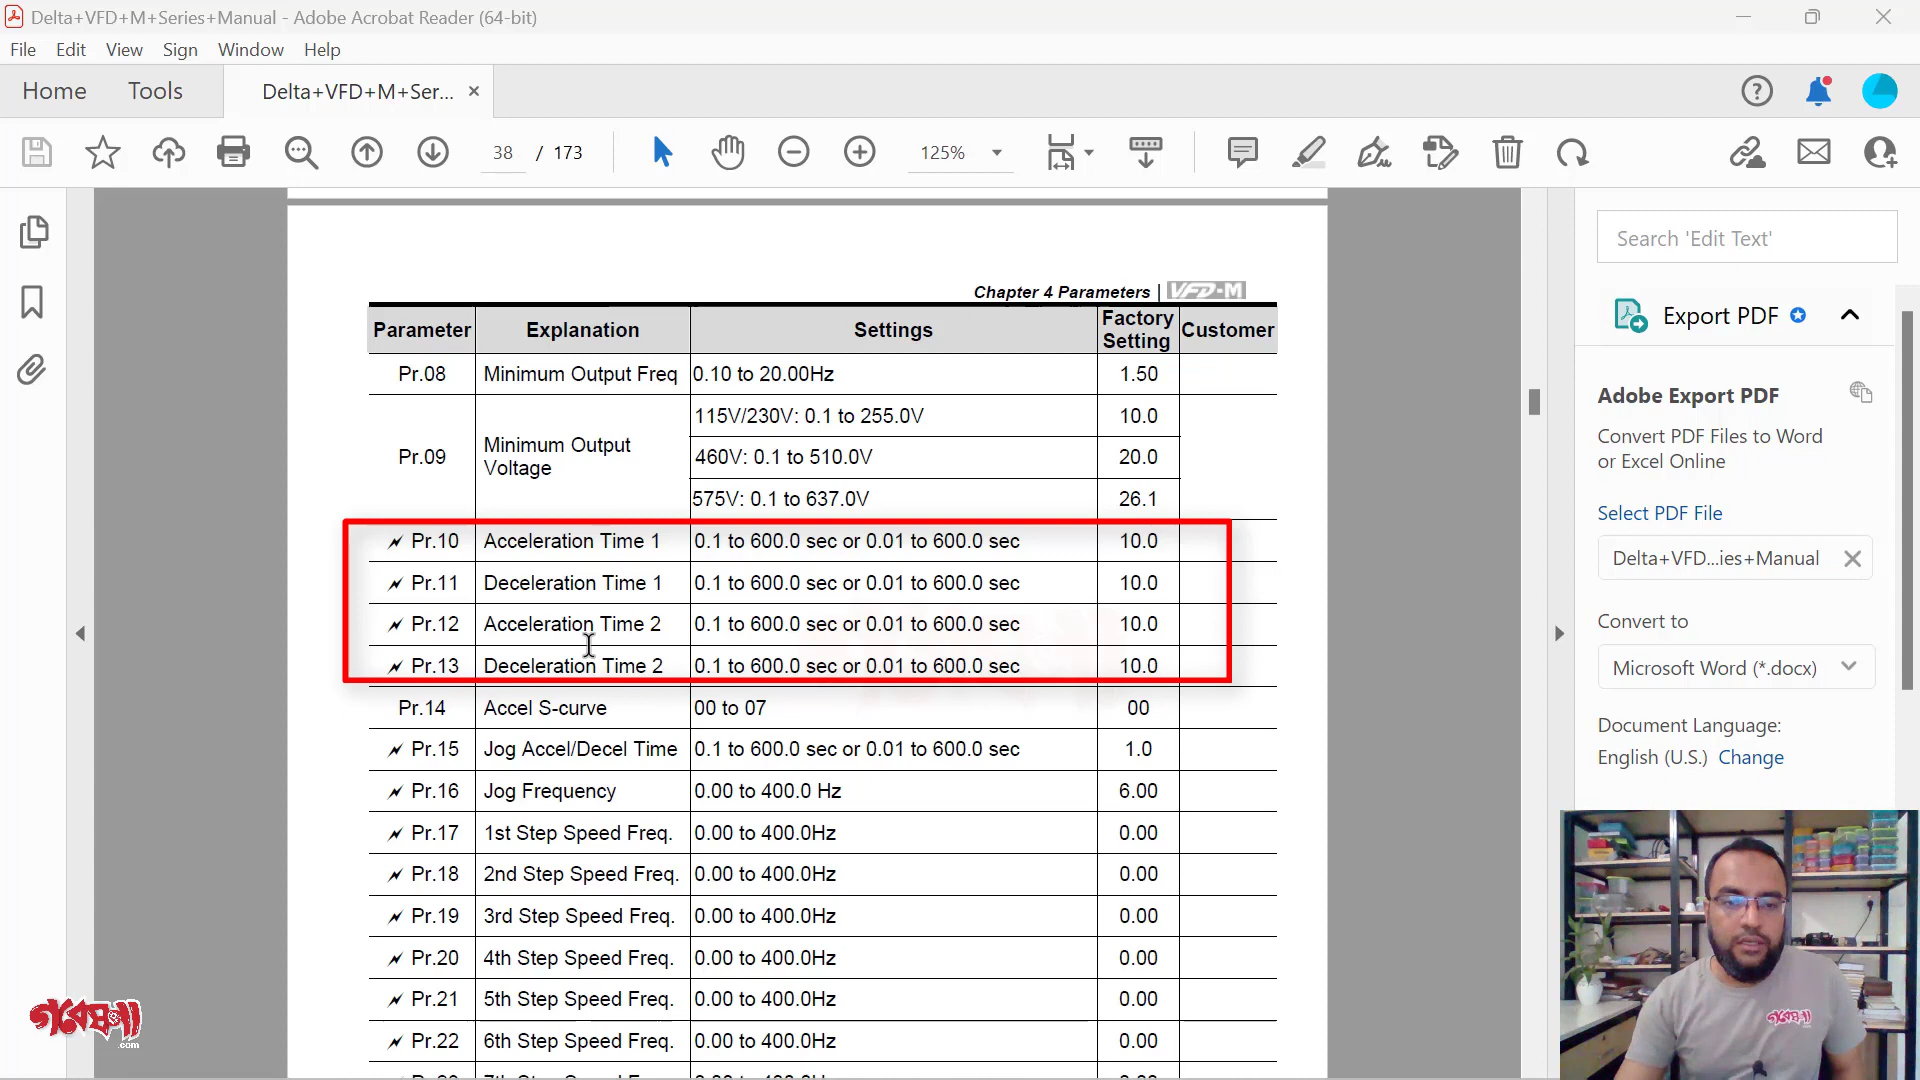 Delta+VFD+M+Series+Manual - Adobe Acrobat Reader (64-bit)
File Edit View Sign Window Help
Home Tools Delta+VFD+M+Ser... ×
38 / 173 125%
Search 'Edit Text'
Export PDF
Adobe Export PDF
Convert PDF Files to Word
or Excel Online
Select PDF File
Delta+VFD...ies+Manual
Convert to
Microsoft Word (*.docx)
Document Language:
English (U.S.) Change
Chapter 4 Parameters | VFD-M
Parameter Explanation Settings Factory Setting Customer
Pr.08 Minimum Output Freq 0.10 to 20.00Hz 1.50
Pr.09 Minimum Output Voltage 115V/230V: 0.1 to 255.0V 10.0
460V: 0.1 to 510.0V 20.0
575V: 0.1 to 637.0V 26.1
Pr.10 Acceleration Time 1 0.1 to 600.0 sec or 0.01 to 600.0 sec 10.0
Pr.11 Deceleration Time 1 0.1 to 600.0 sec or 0.01 to 600.0 sec 10.0
Pr.12 Acceleration Time 2 0.1 to 600.0 sec or 0.01 to 600.0 sec 10.0
Pr.13 Deceleration Time 2 0.1 to 600.0 sec or 0.01 to 600.0 sec 10.0
Pr.14 Accel S-curve 00 to 07 00
Pr.15 Jog Accel/Decel Time 0.1 to 600.0 sec or 0.01 to 600.0 sec 1.0
Pr.16 Jog Frequency 0.00 to 400.0 Hz 6.00
Pr.17 1st Step Speed Freq. 0.00 to 400.0Hz 0.00
Pr.18 2nd Step Speed Freq. 0.00 to 400.0Hz 0.00
Pr.19 3rd Step Speed Freq. 0.00 to 400.0Hz 0.00
Pr.20 4th Step Speed Freq. 0.00 to 400.0Hz 0.00
Pr.21 5th Step Speed Freq. 0.00 to 400.0Hz 0.00
Pr.22 6th Step Speed Freq. 0.00 to 400.0Hz 0.00
গবেষণা
.com
গবেষণা